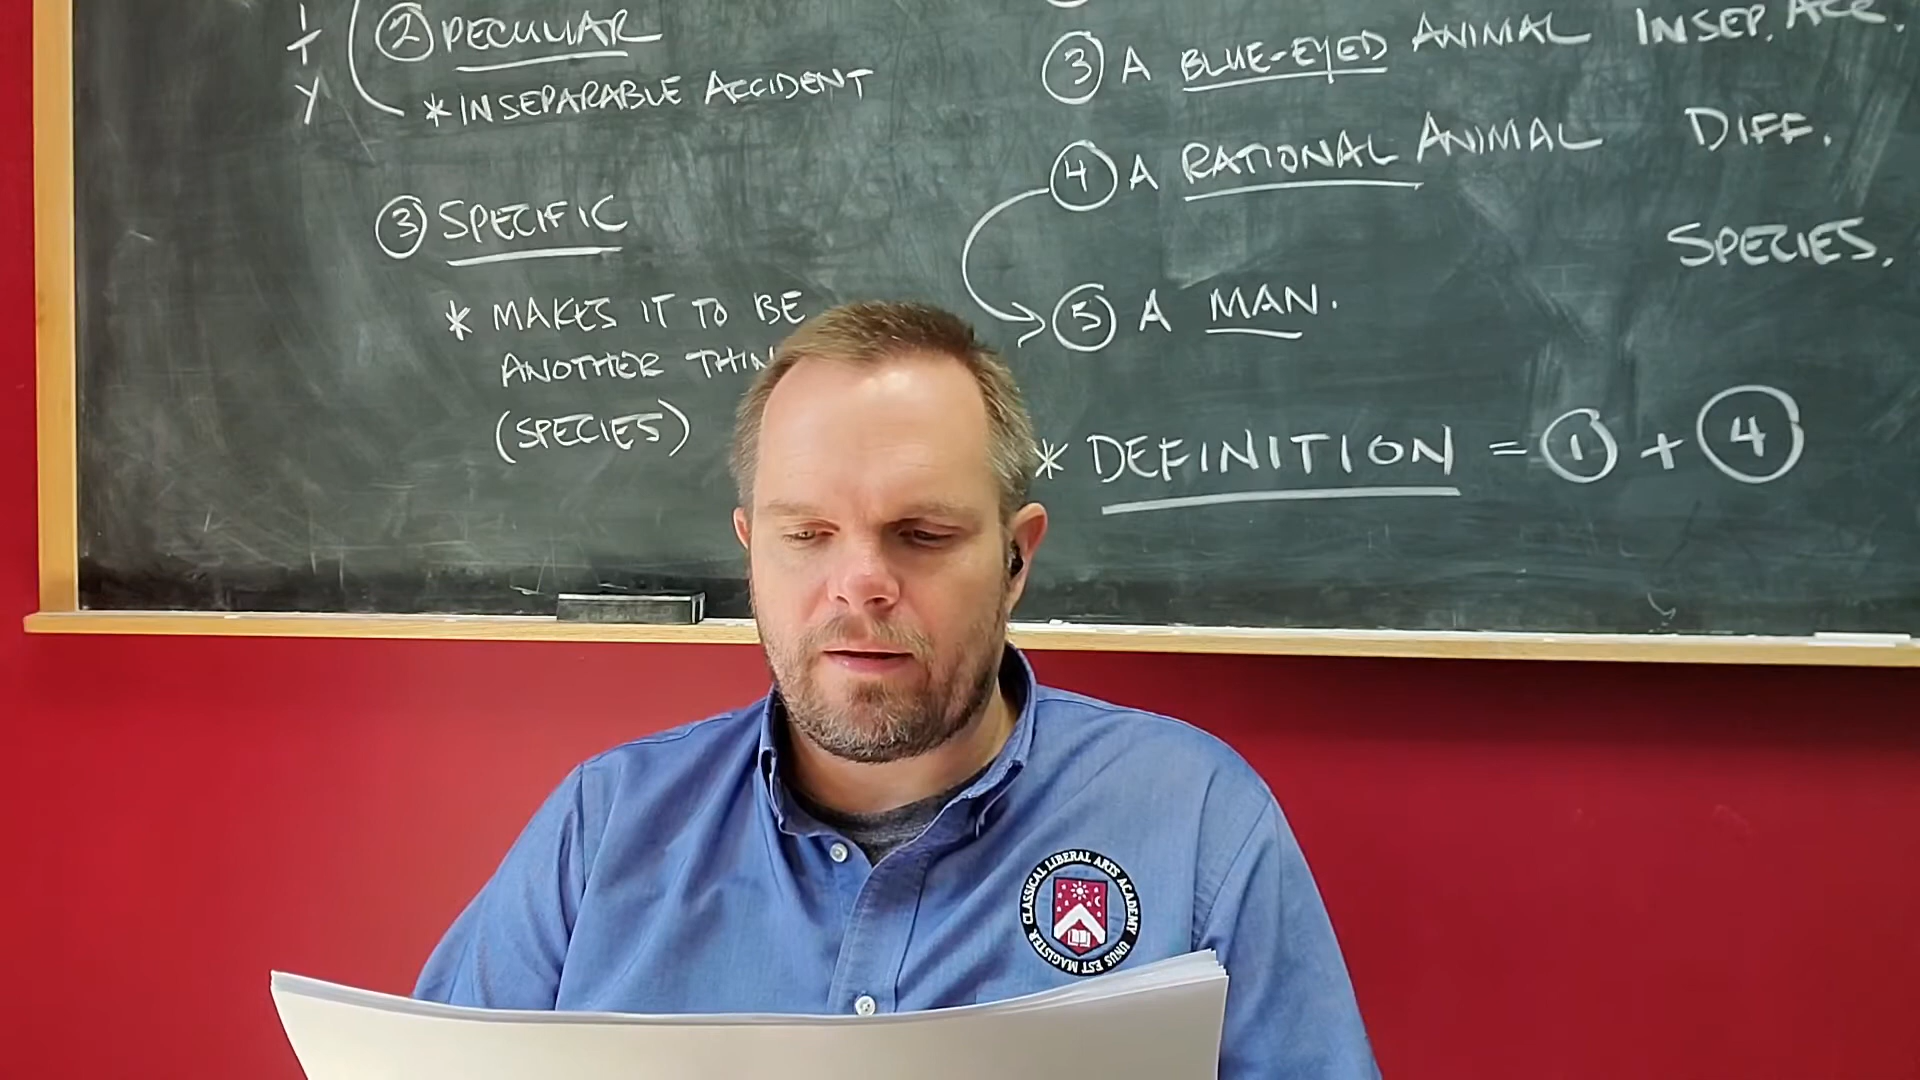 I
T
Y
② PECULIAR
* INSEPARABLE ACCIDENT
③ SPECIFIC
* MAKES IT TO BE
ANOTHER THIN
(SPECIES)
③ A BLUE-EYED ANIMAL INSEP. ACC.
④ A RATIONAL ANIMAL DIFF.
SPECIES.
⑤ A MAN.
* DEFINITION = ① + ④
CLASSICAL LIBERAL ARTS ACADEMY
UNUS EST MAGISTER